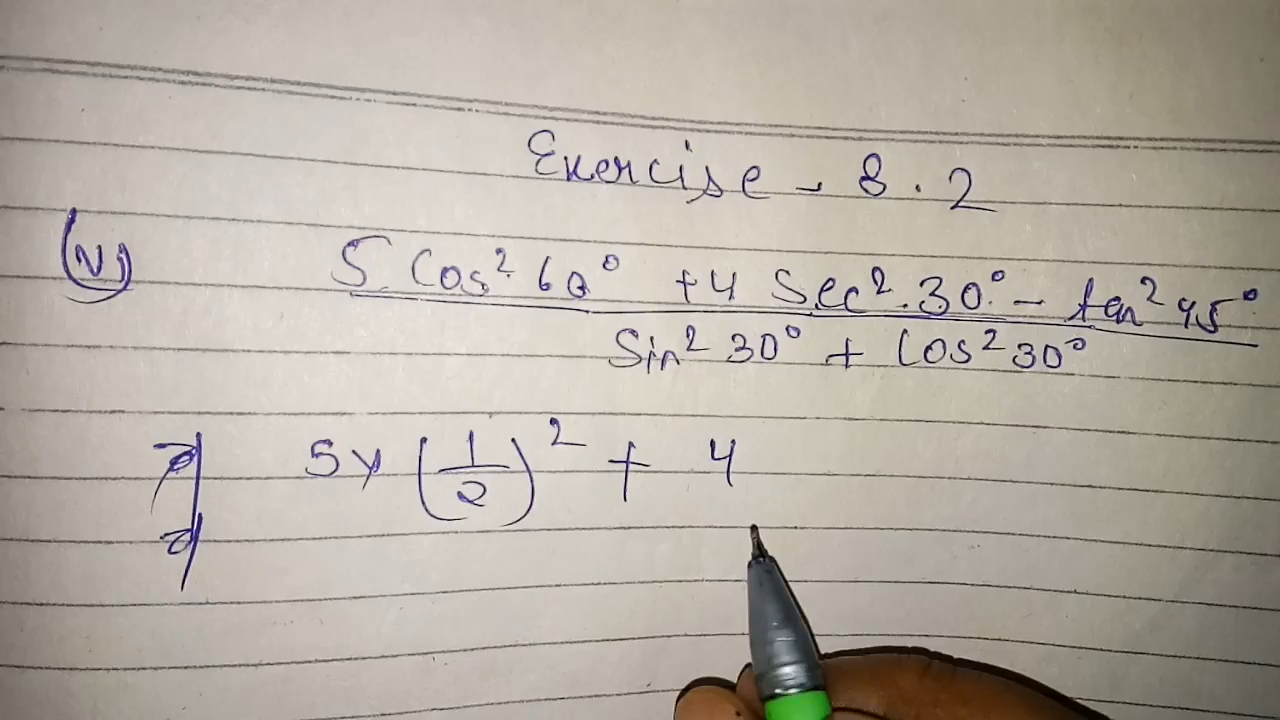 Exercise - 8.2
(v) 5 Cos² 60° + 4 Sec². 30° - tan² 45°
Sin² 30° + Cos² 30°
5 × (1/2)² + 4